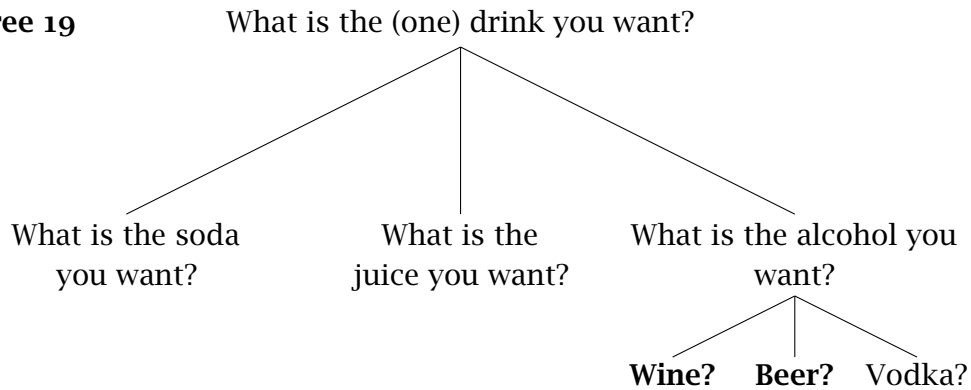 ree 19 What is the (one) drink you want?
What is the soda What is the What is the alcohol you
you want? juice you want? want?
Wine? Beer? Vodka?